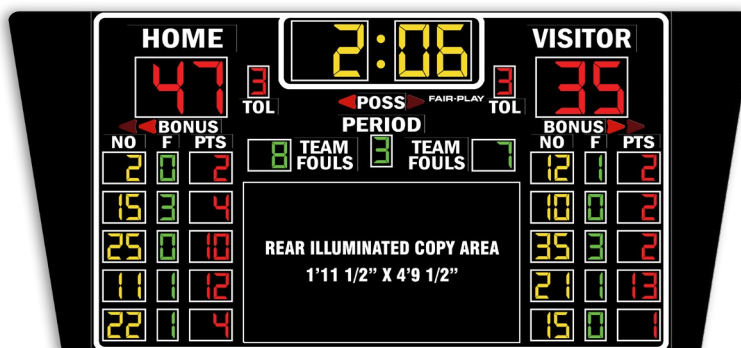 HOME 2:06 VISITOR
47 3 3 35
TOL POSS FAIR-PLAY TOL
BONUS PERIOD BONUS
NO F PTS 8 TEAM FOULS 3 TEAM FOULS 7 NO F PTS
2 0 2 12 1 2
15 3 4 10 0 2
25 0 10 REAR ILLUMINATED COPY AREA 35 3 2
11 1 12 1'11 1/2” X 4'9 1/2” 21 1 13
22 1 4 15 0 1